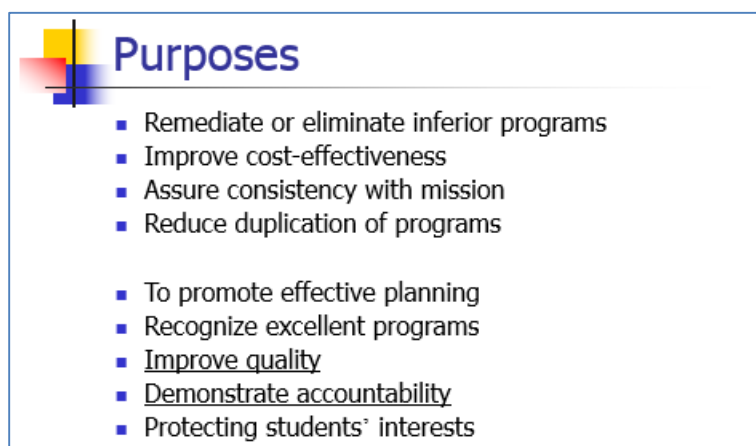 Purposes
Remediate or eliminate inferior programs
Improve cost-effectiveness
Assure consistency with mission
Reduce duplication of programs
To promote effective planning
Recognize excellent programs
Improve quality
Demonstrate accountability
Protecting students’ interests